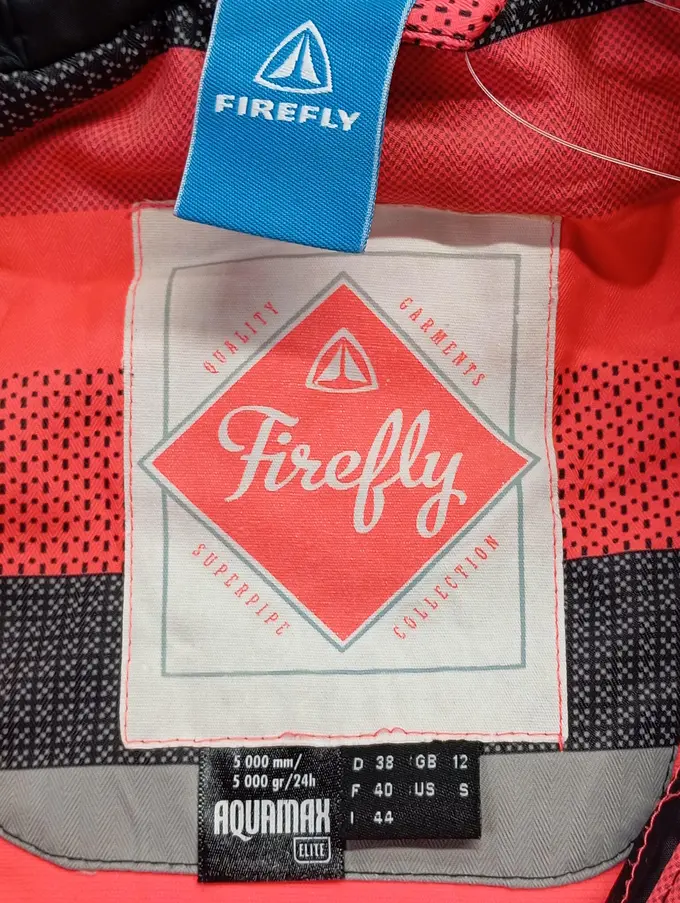 FIREFLY
QUALITY GARMENTS
Firefly
SUPERPIPE COLLECTION
5 000 mm/
5 000 gr/24h
AQUAMAX
ELITE
D 38 GB 12
F 40 US S
I 44